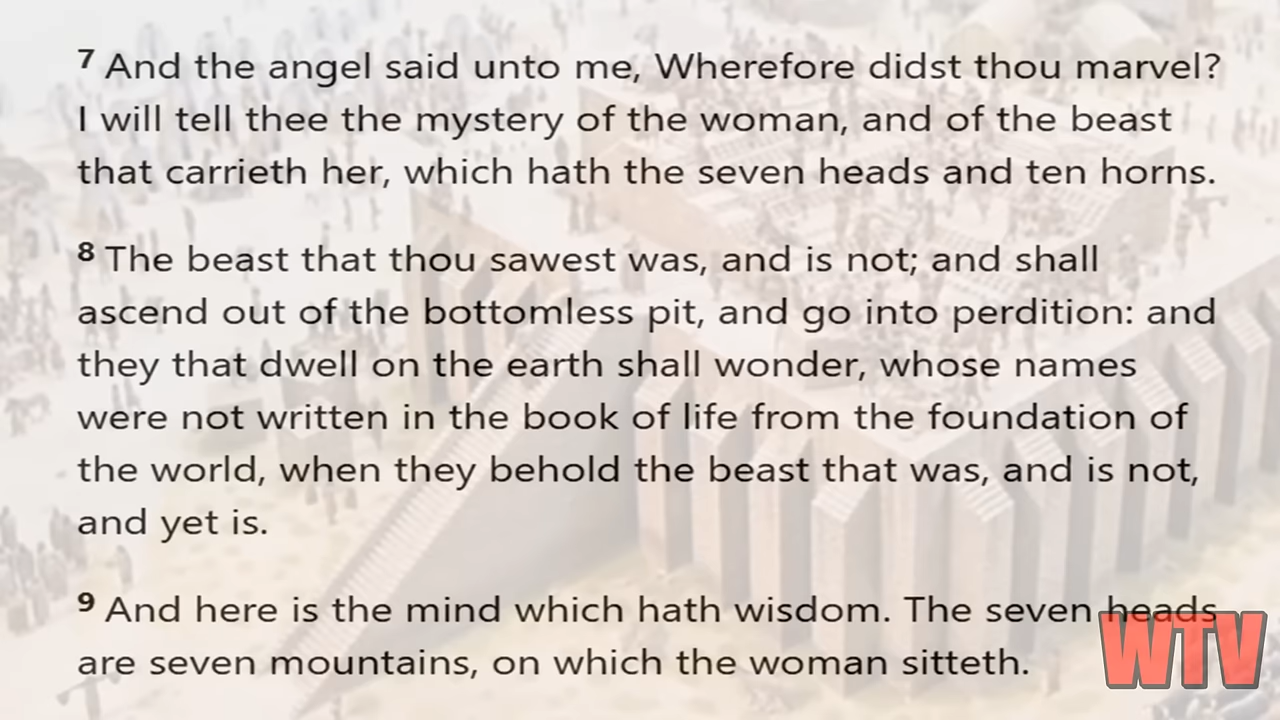 7 And the angel said unto me, Wherefore didst thou marvel?
I will tell thee the mystery of the woman, and of the beast
that carrieth her, which hath the seven heads and ten horns.
8 The beast that thou sawest was, and is not; and shall
ascend out of the bottomless pit, and go into perdition: and
they that dwell on the earth shall wonder, whose names
were not written in the book of life from the foundation of
the world, when they behold the beast that was, and is not,
and yet is.
9 And here is the mind which hath wisdom. The seven heads
are seven mountains, on which the woman sitteth.
WTV